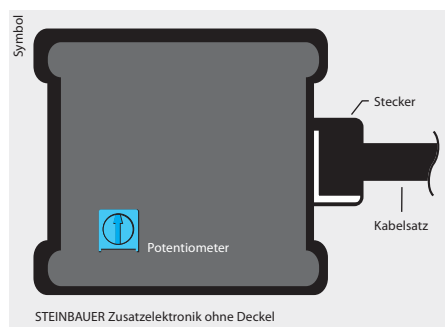 Symbol
Stecker
Kabelsatz
Potentiometer
STEINBAUER Zusatzelektronik ohne Deckel